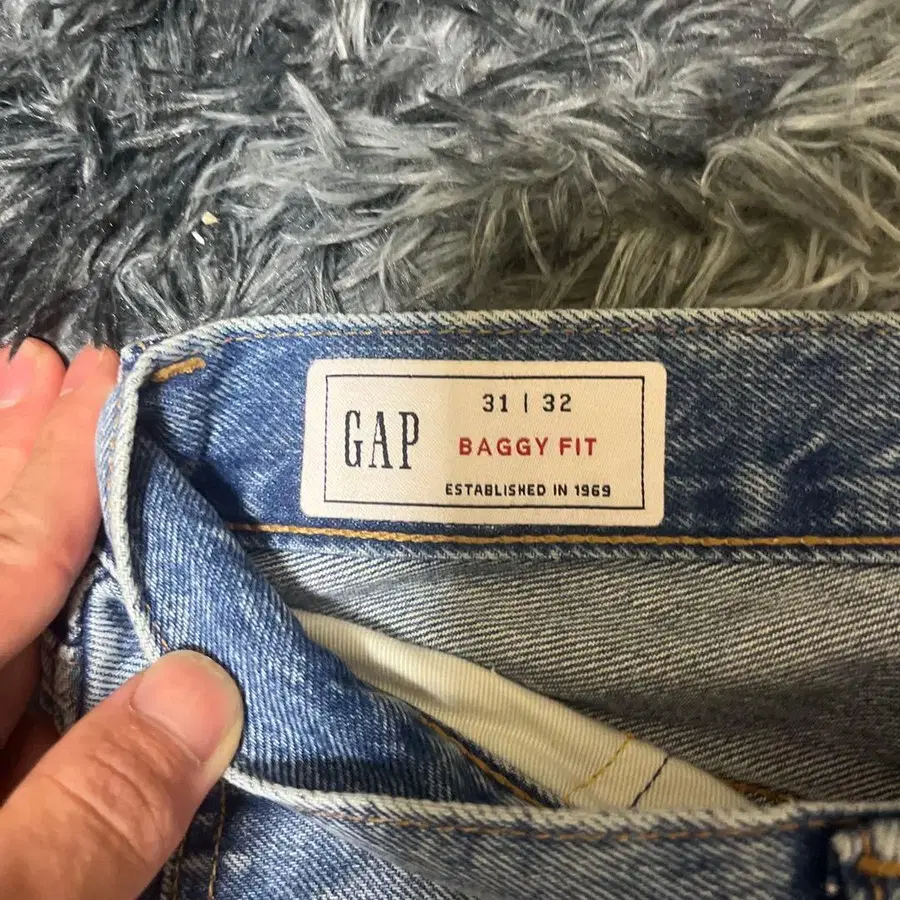 GAP
31 | 32
BAGGY FIT
ESTABLISHED IN 1969